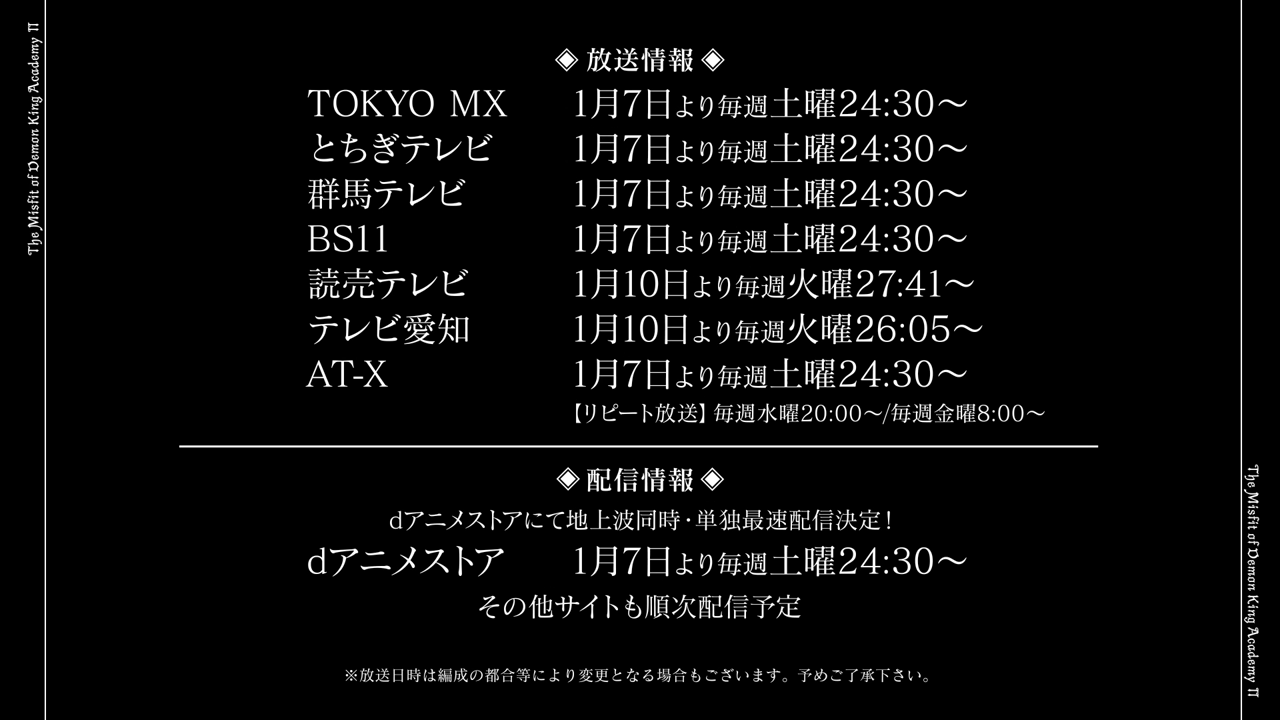 The Misfit of Demon King Academy II
◈ 放送情報 ◈
TOKYO MX 1月7日より毎週土曜24:30〜
とちぎテレビ 1月7日より毎週土曜24:30〜
群馬テレビ 1月7日より毎週土曜24:30〜
BS11 1月7日より毎週土曜24:30〜
読売テレビ 1月10日より毎週火曜27:41〜
テレビ愛知 1月10日より毎週火曜26:05〜
AT-X 1月7日より毎週土曜24:30〜
【リピート放送】毎週水曜20:00〜/毎週金曜8:00〜
◈ 配信情報 ◈
dアニメストアにて地上波同時・単独最速配信決定！
dアニメストア 1月7日より毎週土曜24:30〜
その他サイトも順次配信予定
※放送日時は編成の都合等により変更となる場合もございます。予めご了承下さい。
The Misfit of Demon King Academy II